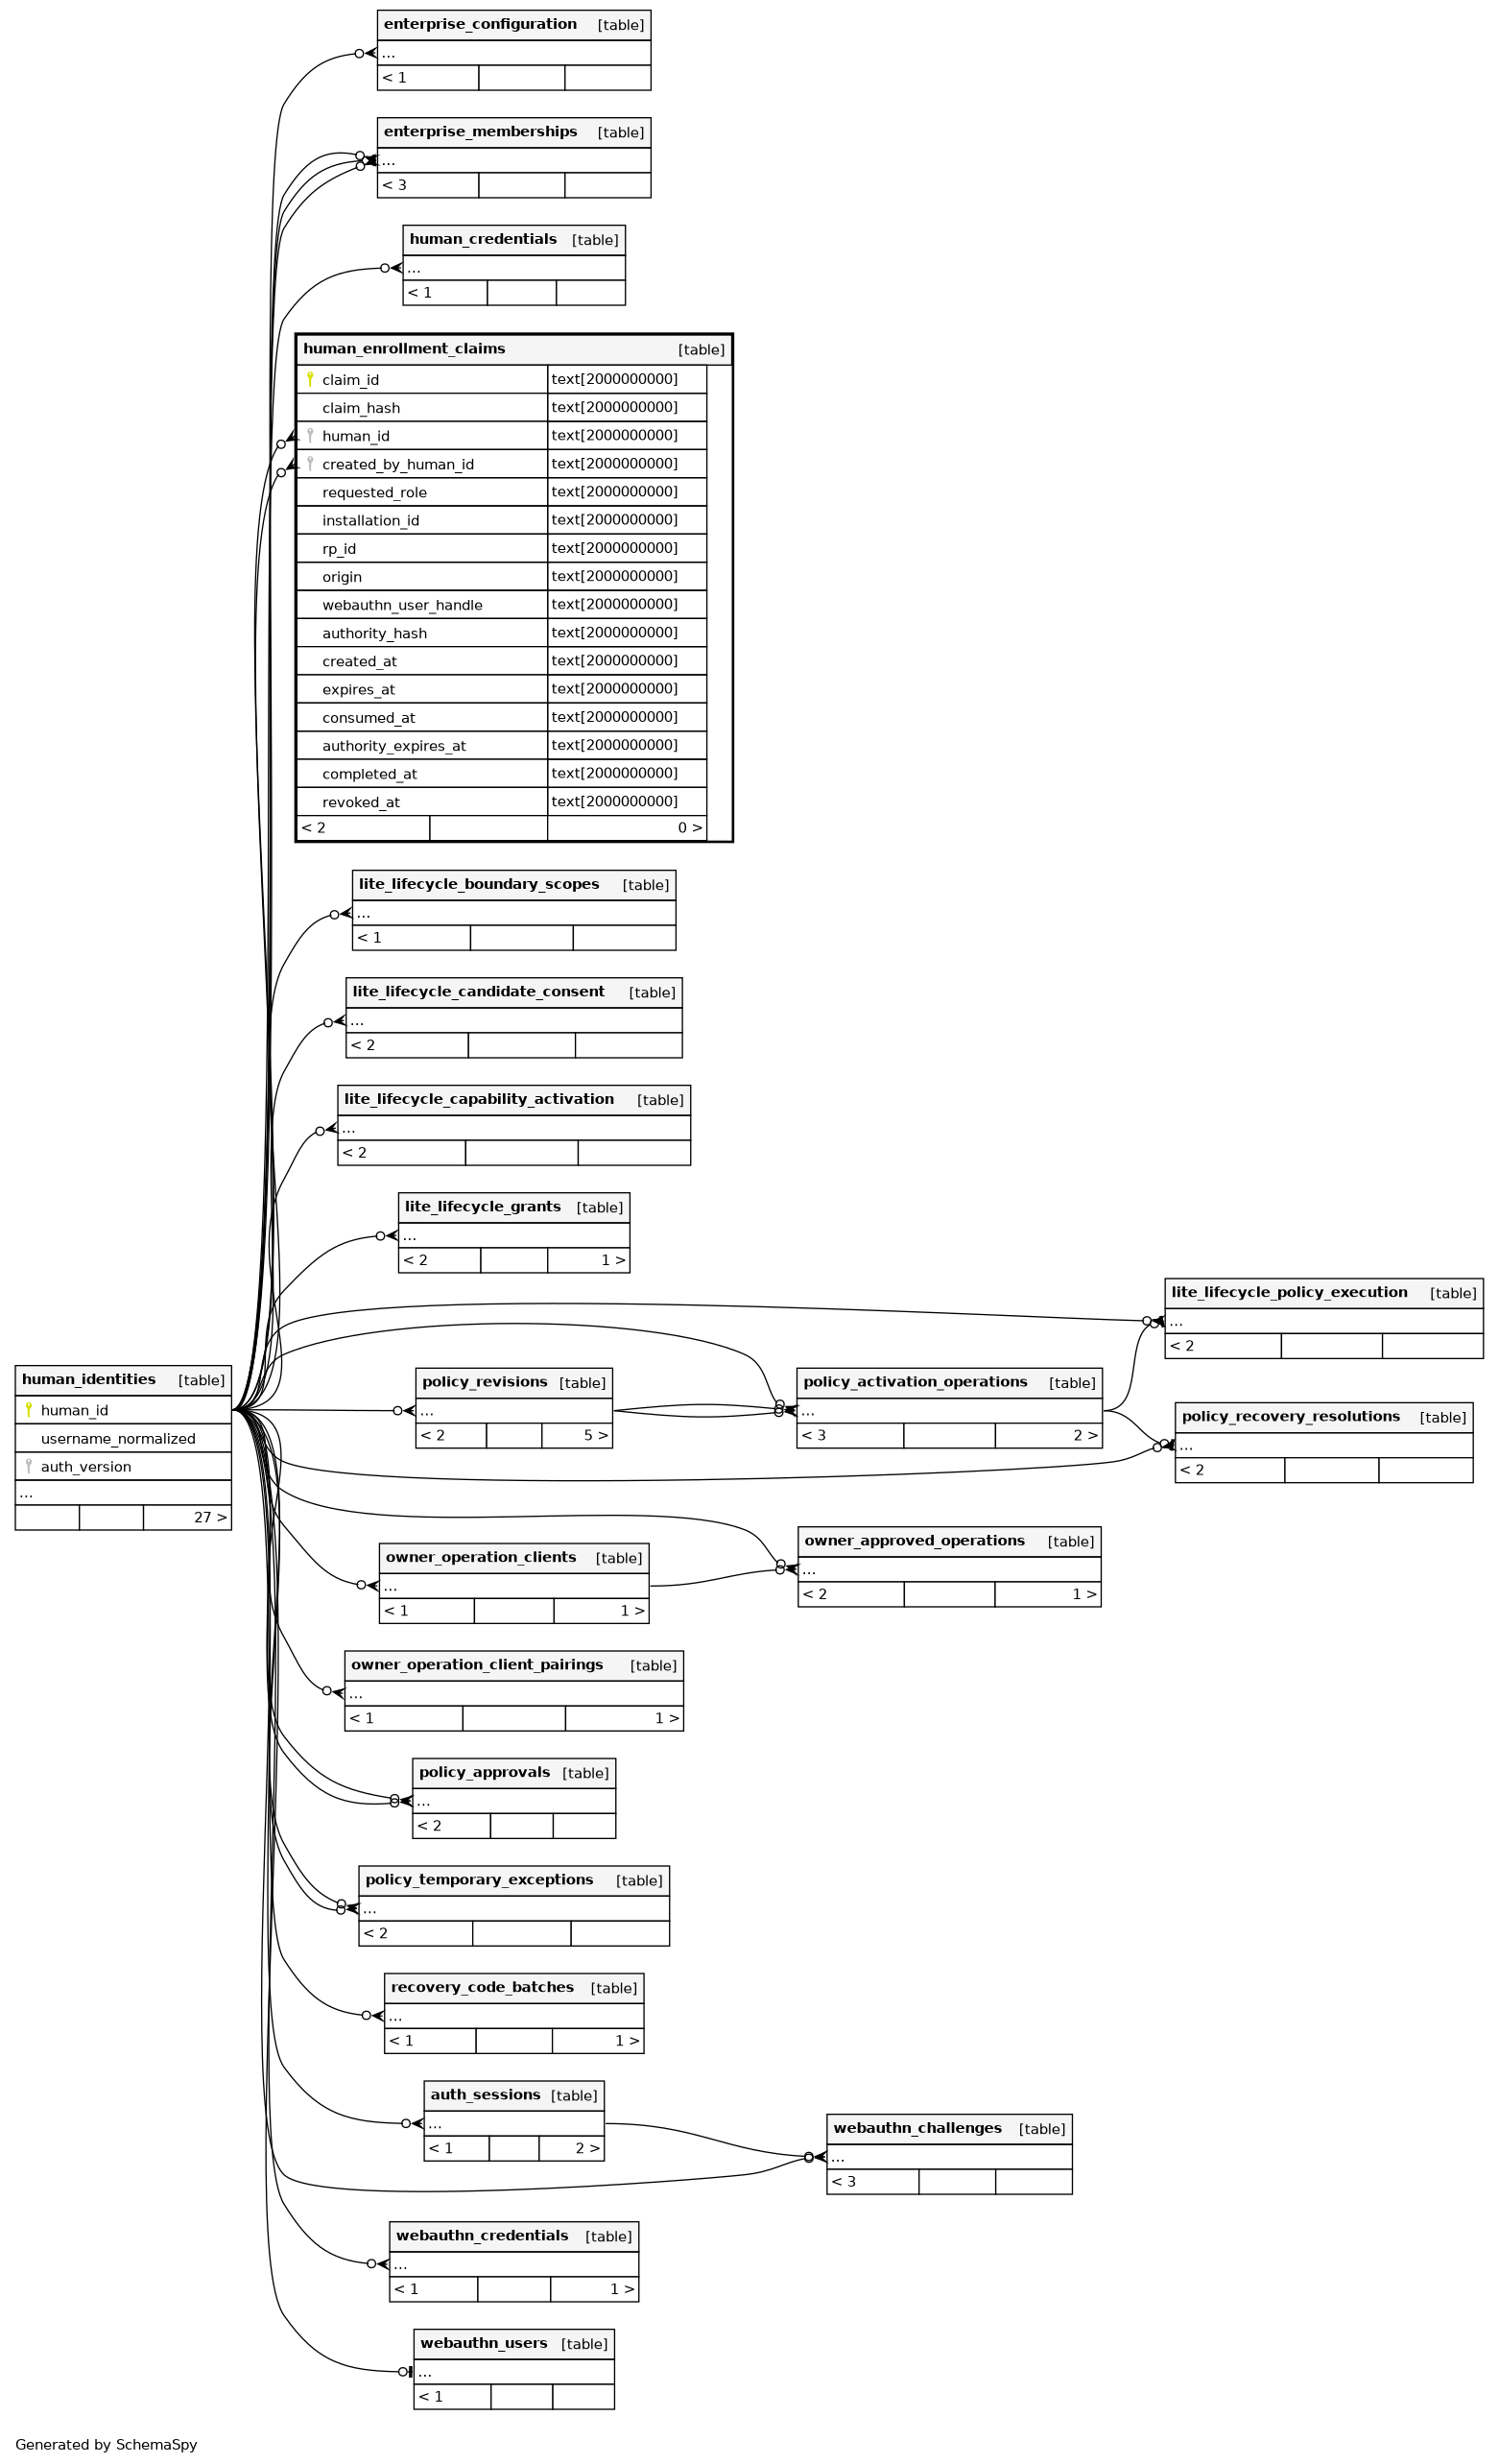 enterprise_configuration [table]
...
< 1
enterprise_memberships [table]
...
< 3
human_credentials [table]
...
< 1
human_enrollment_claims [table]
claim_id text[2000000000]
claim_hash text[2000000000]
human_id text[2000000000]
created_by_human_id text[2000000000]
requested_role text[2000000000]
installation_id text[2000000000]
rp_id text[2000000000]
origin text[2000000000]
webauthn_user_handle text[2000000000]
authority_hash text[2000000000]
created_at text[2000000000]
expires_at text[2000000000]
consumed_at text[2000000000]
authority_expires_at text[2000000000]
completed_at text[2000000000]
revoked_at text[2000000000]
< 2 0 >
lite_lifecycle_boundary_scopes [table]
...
< 1
lite_lifecycle_candidate_consent [table]
...
< 2
lite_lifecycle_capability_activation [table]
...
< 2
lite_lifecycle_grants [table]
...
< 2 1 >
lite_lifecycle_policy_execution [table]
...
< 2
human_identities [table]
human_id
username_normalized
auth_version
...
27 >
policy_revisions [table]
...
< 2 5 >
policy_activation_operations [table]
...
< 3 2 >
policy_recovery_resolutions [table]
...
< 2
owner_operation_clients [table]
...
< 1 1 >
owner_approved_operations [table]
...
< 2 1 >
owner_operation_client_pairings [table]
...
< 1 1 >
policy_approvals [table]
...
< 2
policy_temporary_exceptions [table]
...
< 2
recovery_code_batches [table]
...
< 1 1 >
auth_sessions [table]
...
< 1 2 >
webauthn_challenges [table]
...
< 3
webauthn_credentials [table]
...
< 1 1 >
webauthn_users [table]
...
< 1
Generated by SchemaSpy